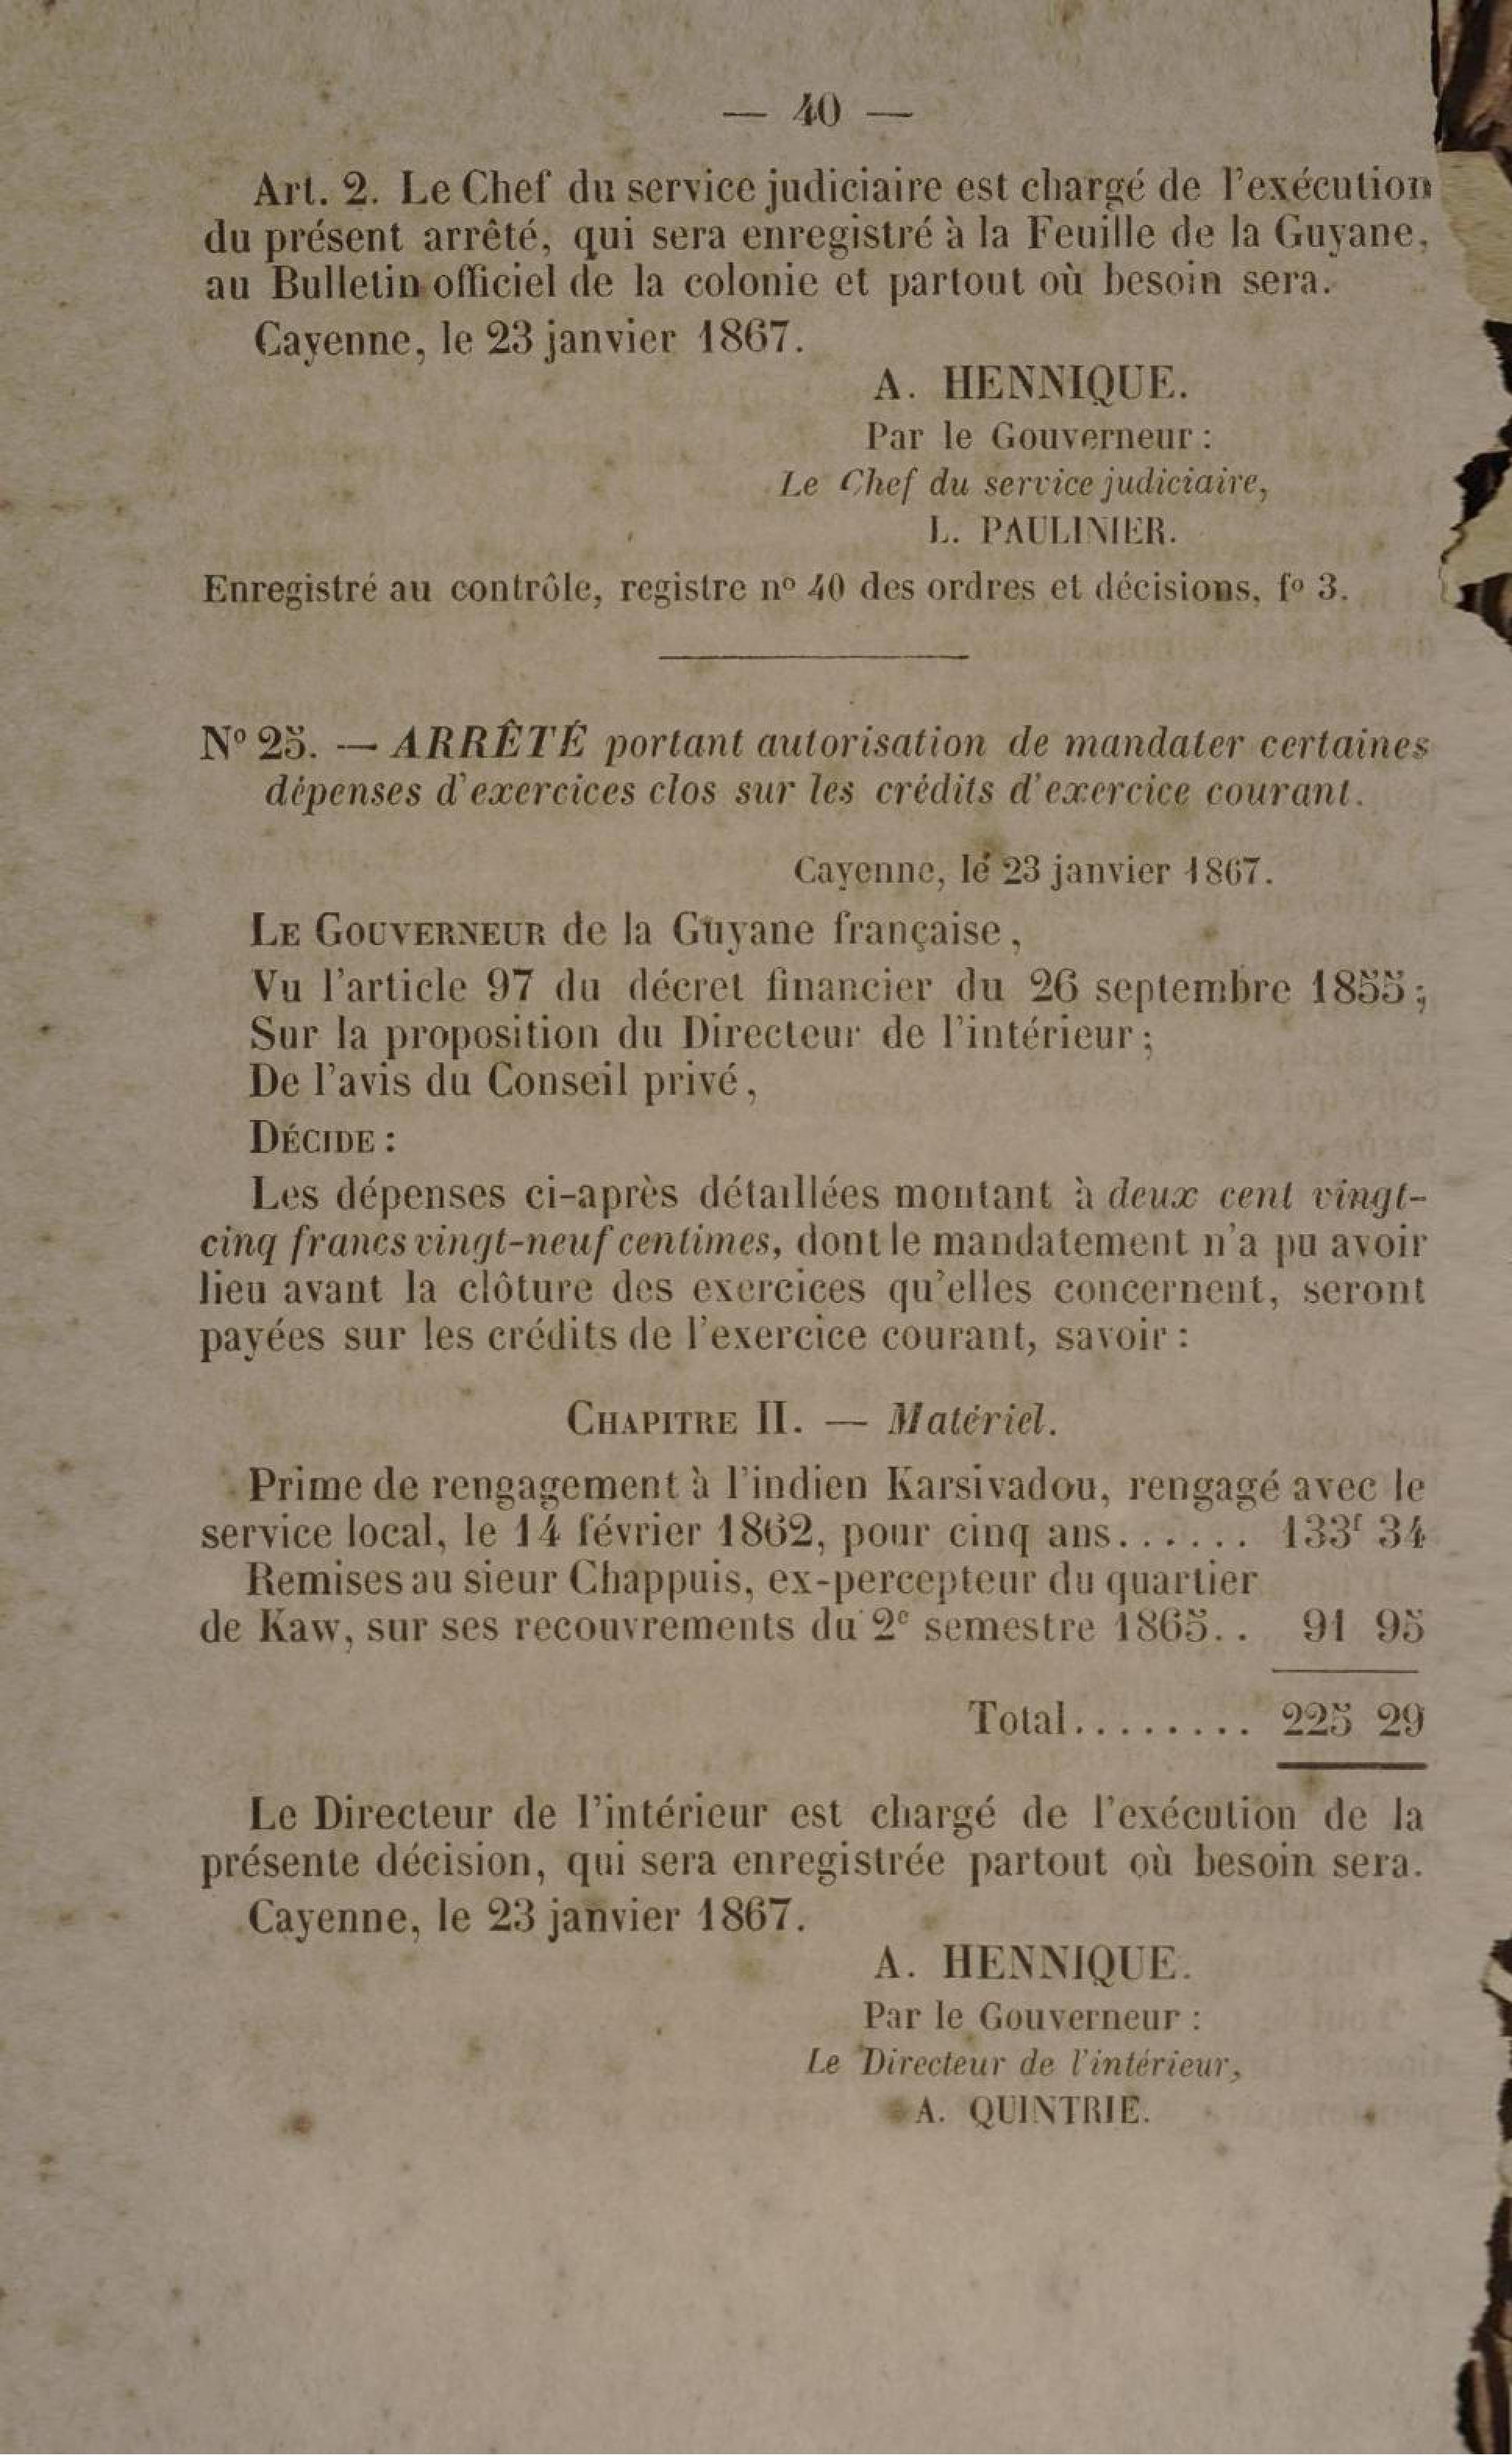 — 40 —
Art. 2. Le Chef du service judiciaire est chargé de l'exécution
du présent arrêté, qui sera enregistré à la Feuille de la Guyane,
au Bulletin officiel de la colonie et partout où besoin sera.
Cayenne, le 23 janvier 1867.
A. HENNIQUE.
Par le Gouverneur :
Le Chef du service judiciaire,
L. PAULINIER.
Enregistré au contrôle, registre nº 40 des ordres et décisions, fº 3.
Nº 25. — ARRÊTÉ portant autorisation de mandater certaines
dépenses d'exercices clos sur les crédits d'exercice courant.
Cayenne, le 23 janvier 1867.
LE GOUVERNEUR de la Guyane française,
Vu l'article 97 du décret financier du 26 septembre 1855;
Sur la proposition du Directeur de l'intérieur;
De l'avis du Conseil privé,
DÉCIDE :
Les dépenses ci-après détaillées montant à deux cent vingt-
cinq francs vingt-neuf centimes, dont le mandatement n'a pu avoir
lieu avant la clôture des exercices qu'elles concernent, seront
payées sur les crédits de l'exercice courant, savoir :
CHAPITRE II. — Matériel.
Prime de rengagement à l'indien Karsivadou, rengagé avec le
service local, le 14 février 1862, pour cinq ans...... 133f 34
Remises au sieur Chappuis, ex-percepteur du quartier
de Kaw, sur ses recouvrements du 2e semestre 1865.. 91 95
Total......... 225 29
Le Directeur de l'intérieur est chargé de l'exécution de la
présente décision, qui sera enregistrée partout où besoin sera.
Cayenne, le 23 janvier 1867.
A. HENNIQUE.
Par le Gouverneur :
Le Directeur de l'intérieur,
A. QUINTRIE.